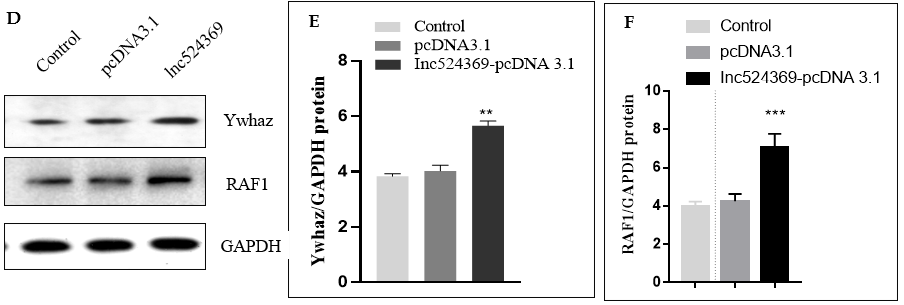 D
Control
pcDNA3.1
lnc524369
Ywhaz
RAF1
GAPDH
E
Control
pcDNA3.1
lnc524369-pcDNA 3.1
Ywhaz/GAPDH protein
8
6
4
2
0
**
F
Control
pcDNA3.1
lnc524369-pcDNA 3.1
RAF1/GAPDH protein
10
8
6
4
2
0
***